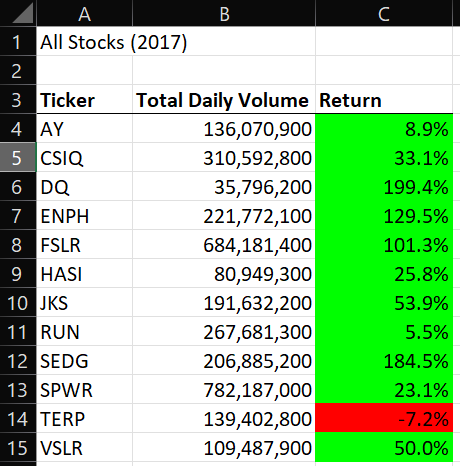 A B C
1 All Stocks (2017)
2
3 Ticker Total Daily Volume Return
4 AY 136,070,900 8.9%
5 CSIQ 310,592,800 33.1%
6 DQ 35,796,200 199.4%
7 ENPH 221,772,100 129.5%
8 FSLR 684,181,400 101.3%
9 HASI 80,949,300 25.8%
10 JKS 191,632,200 53.9%
11 RUN 267,681,300 5.5%
12 SEDG 206,885,200 184.5%
13 SPWR 782,187,000 23.1%
14 TERP 139,402,800 -7.2%
15 VSLR 109,487,900 50.0%